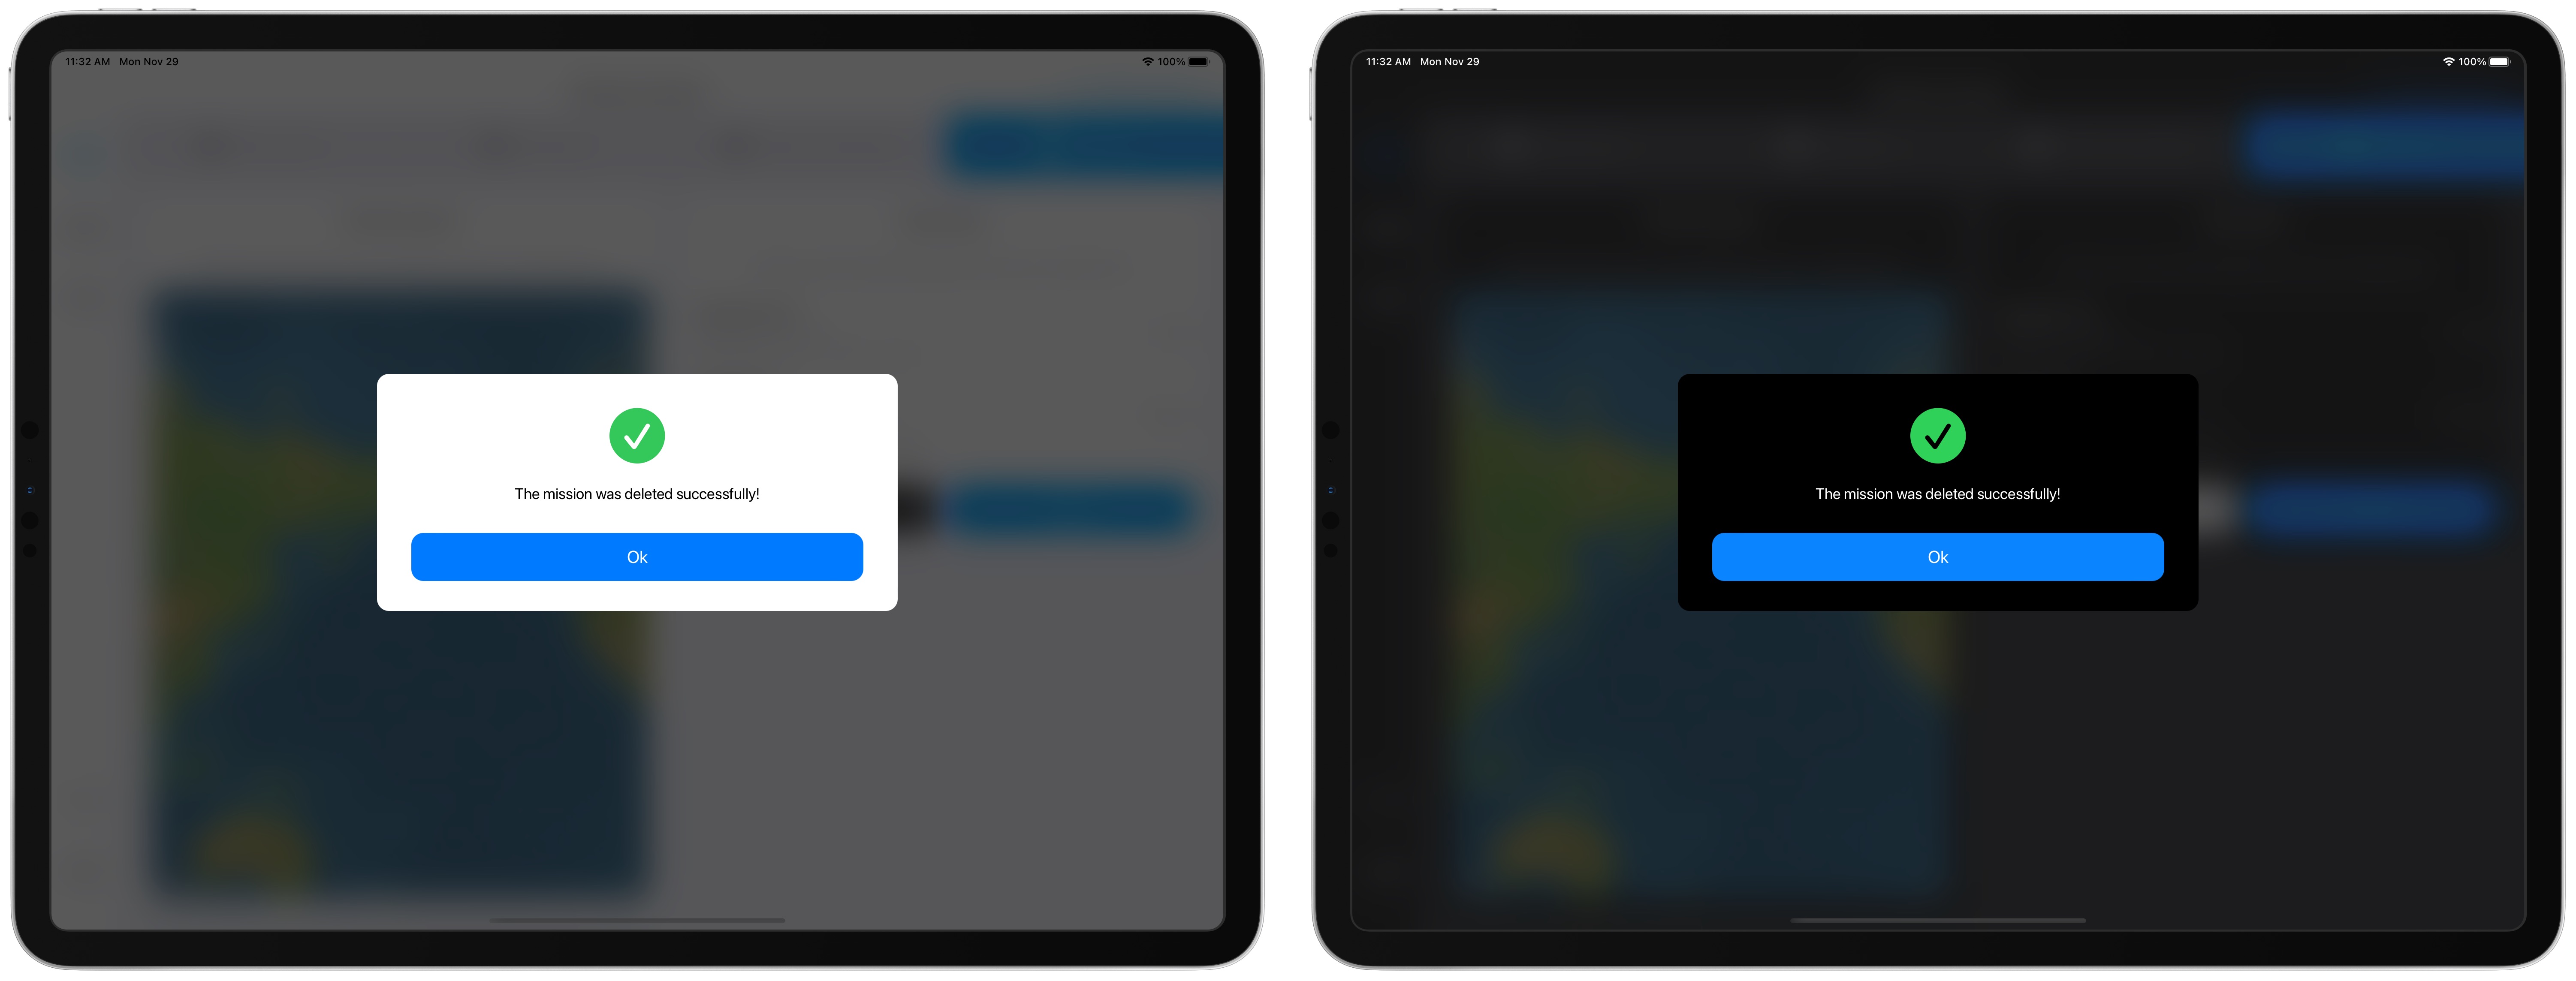 11:32 AM Mon Nov 29
100%
The mission was deleted successfully!
Ok
11:32 AM Mon Nov 29
100%
The mission was deleted successfully!
Ok